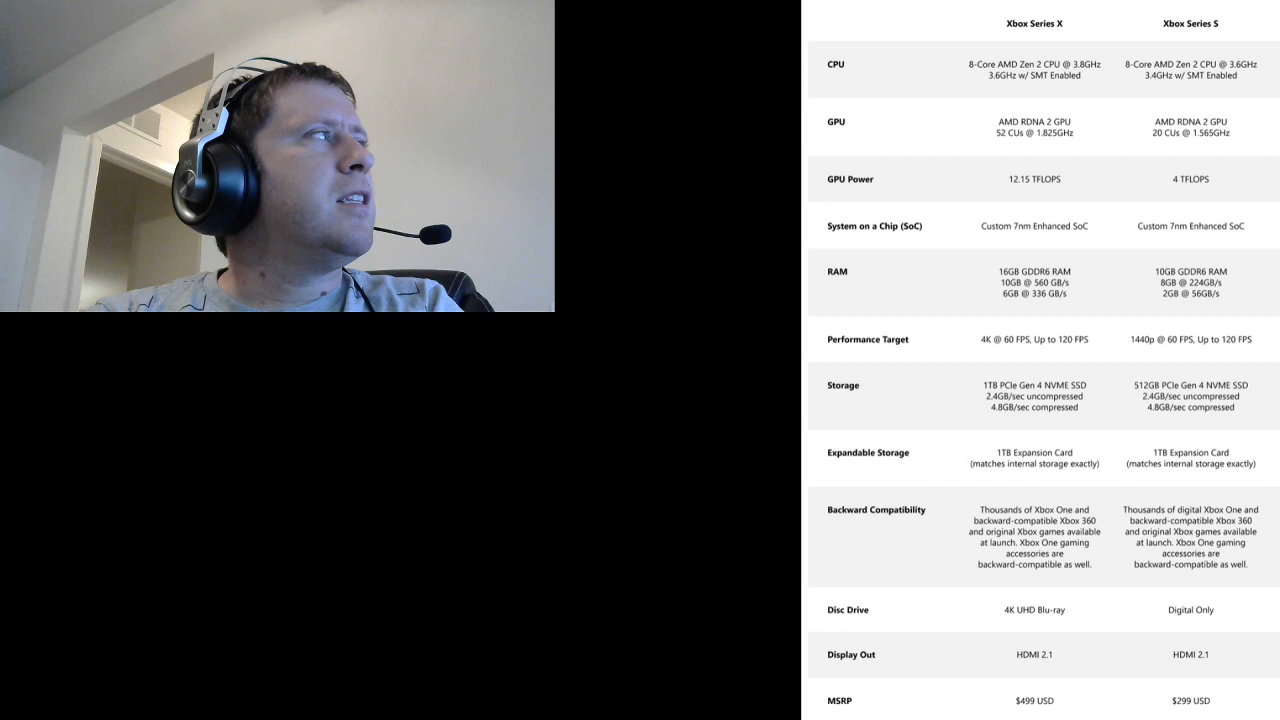 Xbox Series X Xbox Series S
CPU 8-Core AMD Zen 2 CPU @ 3.8GHz 8-Core AMD Zen 2 CPU @ 3.6GHz
3.6GHz w/ SMT Enabled 3.4GHz w/ SMT Enabled
GPU AMD RDNA 2 GPU AMD RDNA 2 GPU
52 CUs @ 1.825GHz 20 CUs @ 1.565GHz
GPU Power 12.15 TFLOPS 4 TFLOPS
System on a Chip (SoC) Custom 7nm Enhanced SoC Custom 7nm Enhanced SoC
RAM 16GB GDDR6 RAM 10GB GDDR6 RAM
10GB @ 560 GB/s 8GB @ 224GB/s
6GB @ 336 GB/s 2GB @ 56GB/s
Performance Target 4K @ 60 FPS, Up to 120 FPS 1440p @ 60 FPS, Up to 120 FPS
Storage 1TB PCIe Gen 4 NVME SSD 512GB PCIe Gen 4 NVME SSD
2.4GB/sec uncompressed 2.4GB/sec uncompressed
4.8GB/sec compressed 4.8GB/sec compressed
Expandable Storage 1TB Expansion Card 1TB Expansion Card
(matches internal storage exactly) (matches internal storage exactly)
Backward Compatibility Thousands of Xbox One and Thousands of digital Xbox One and
backward-compatible Xbox 360 backward-compatible Xbox 360
and original Xbox games available and original Xbox games available
at launch. Xbox One gaming at launch. Xbox One gaming
accessories are accessories are
backward-compatible as well. backward-compatible as well.
Disc Drive 4K UHD Blu-ray Digital Only
Display Out HDMI 2.1 HDMI 2.1
MSRP $499 USD $299 USD